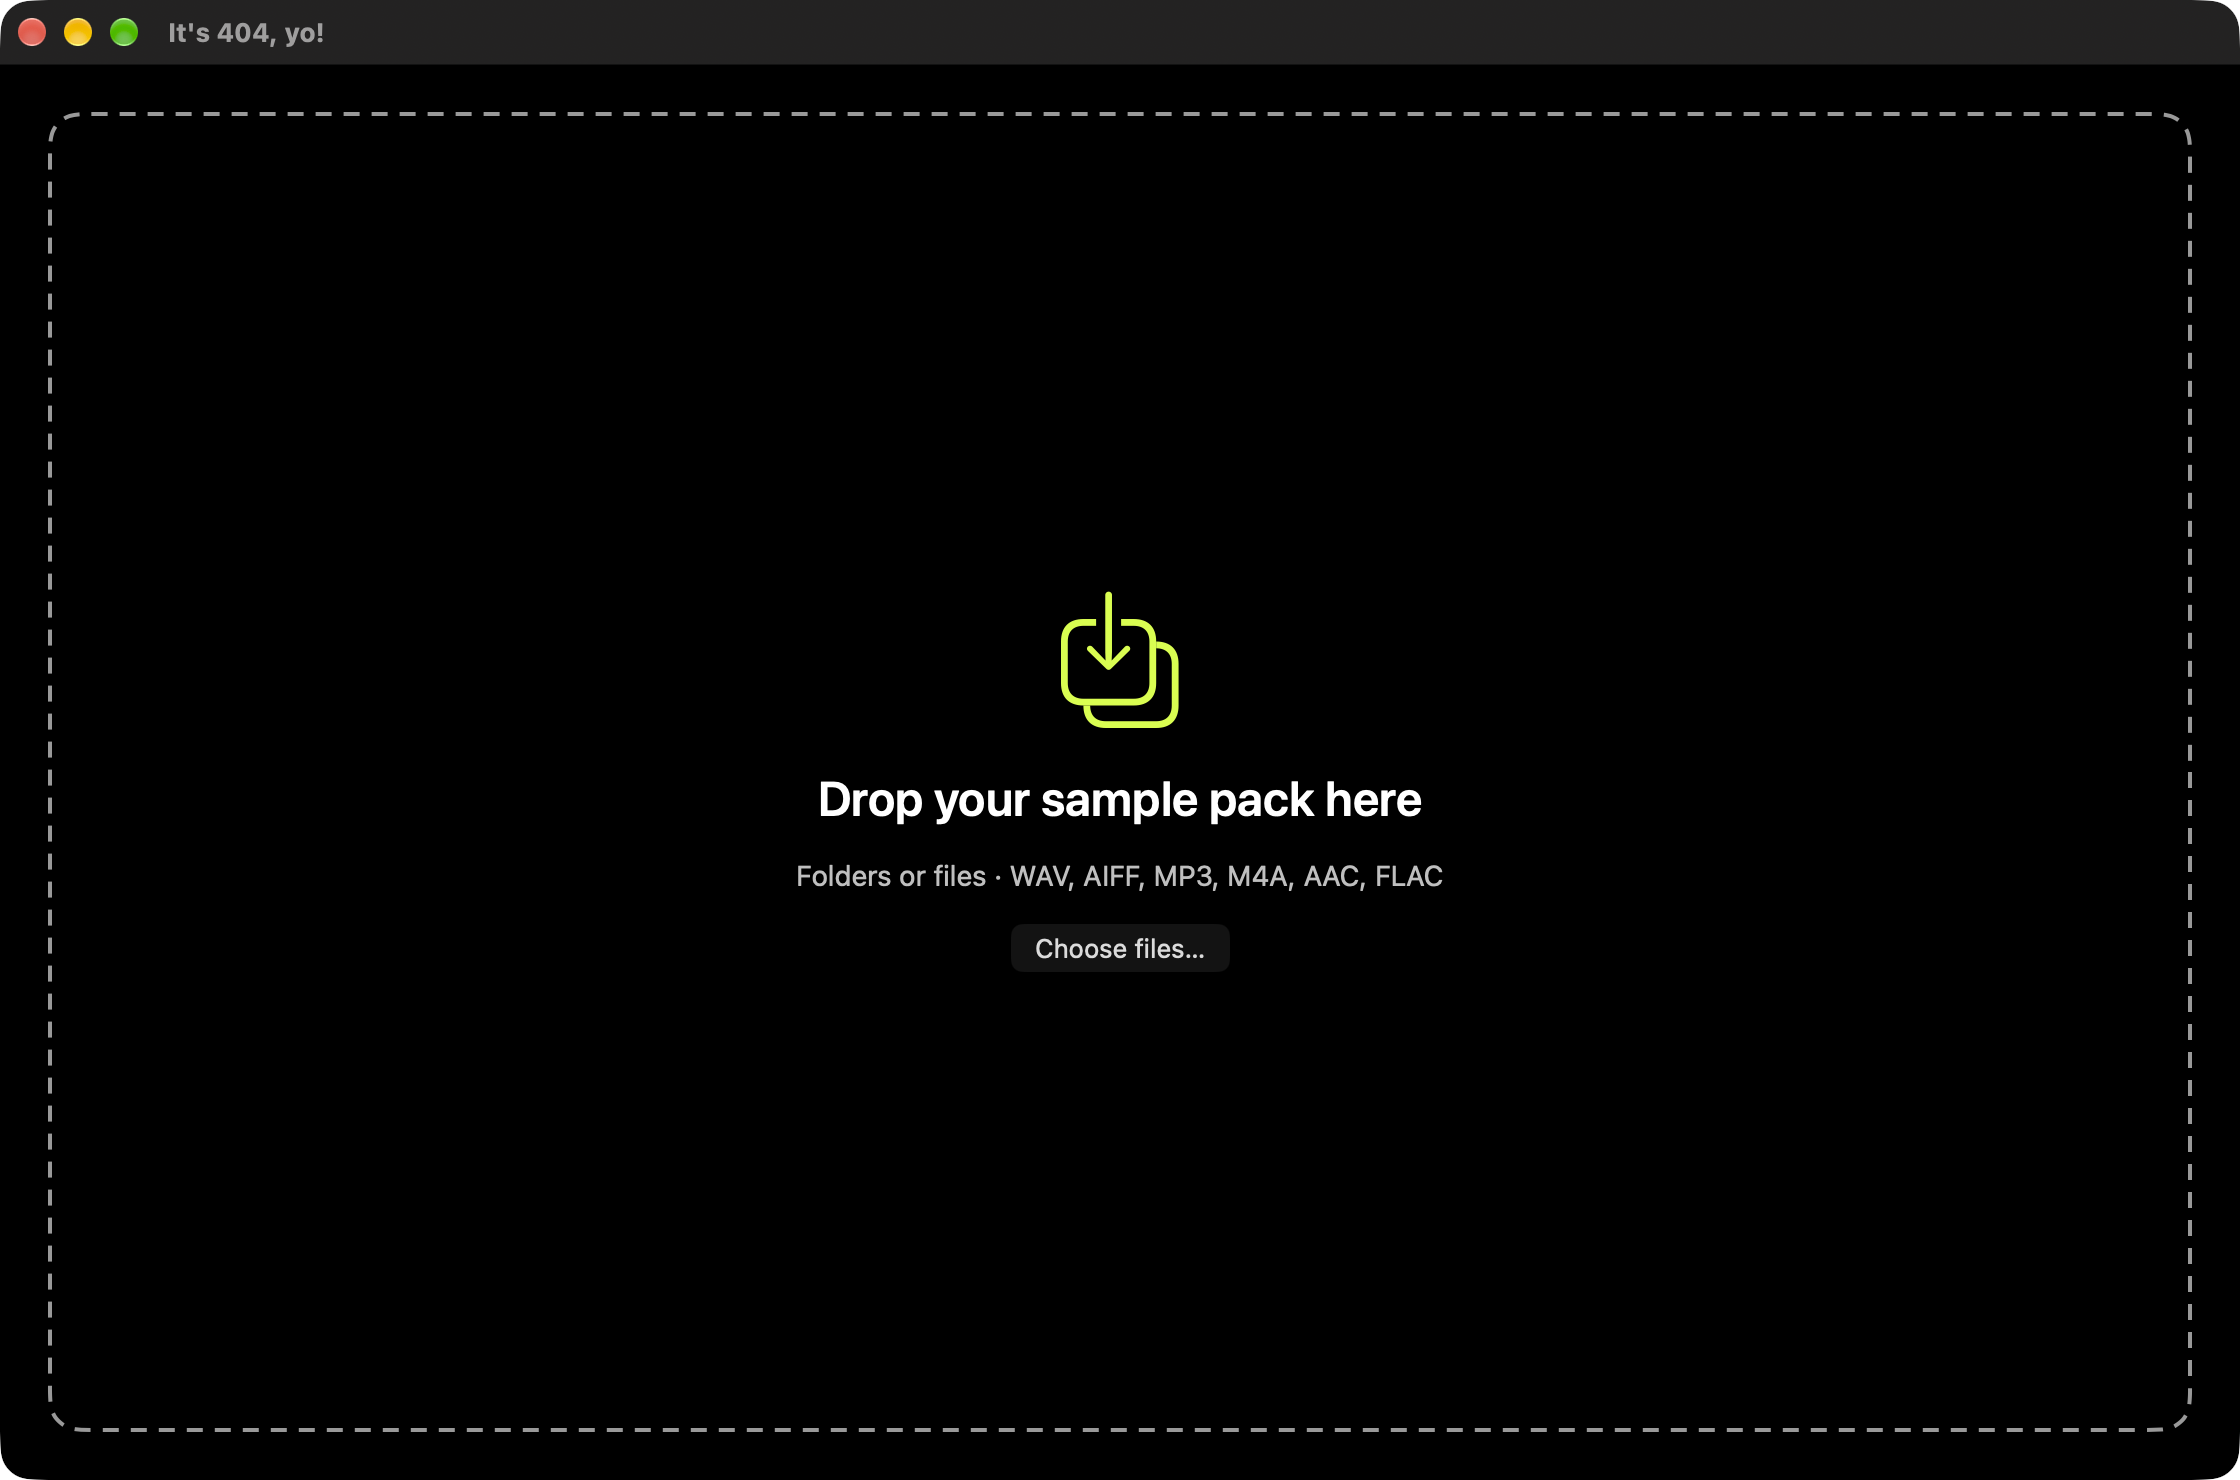 It's 404, yo!
Drop your sample pack here
Folders or files · WAV, AIFF, MP3, M4A, AAC, FLAC
Choose files...